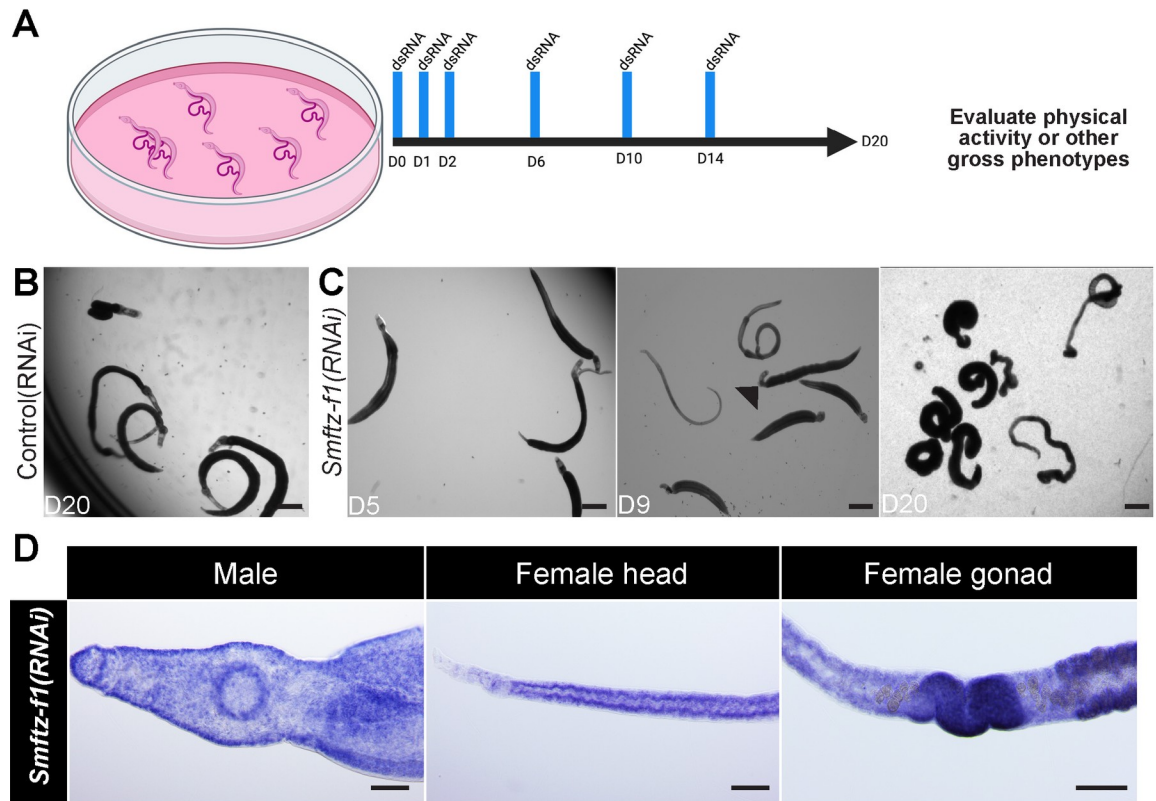 A
dsRNA dsRNA dsRNA dsRNA dsRNA dsRNA
D0 D1 D2 D6 D10 D14 D20
Evaluate physical
activity or other
gross phenotypes
B
Control(RNAi)
D20
C
Smftz-f1(RNAi)
D5
D9
D20
D
Male
Female head
Female gonad
Smftz-f1(RNAi)